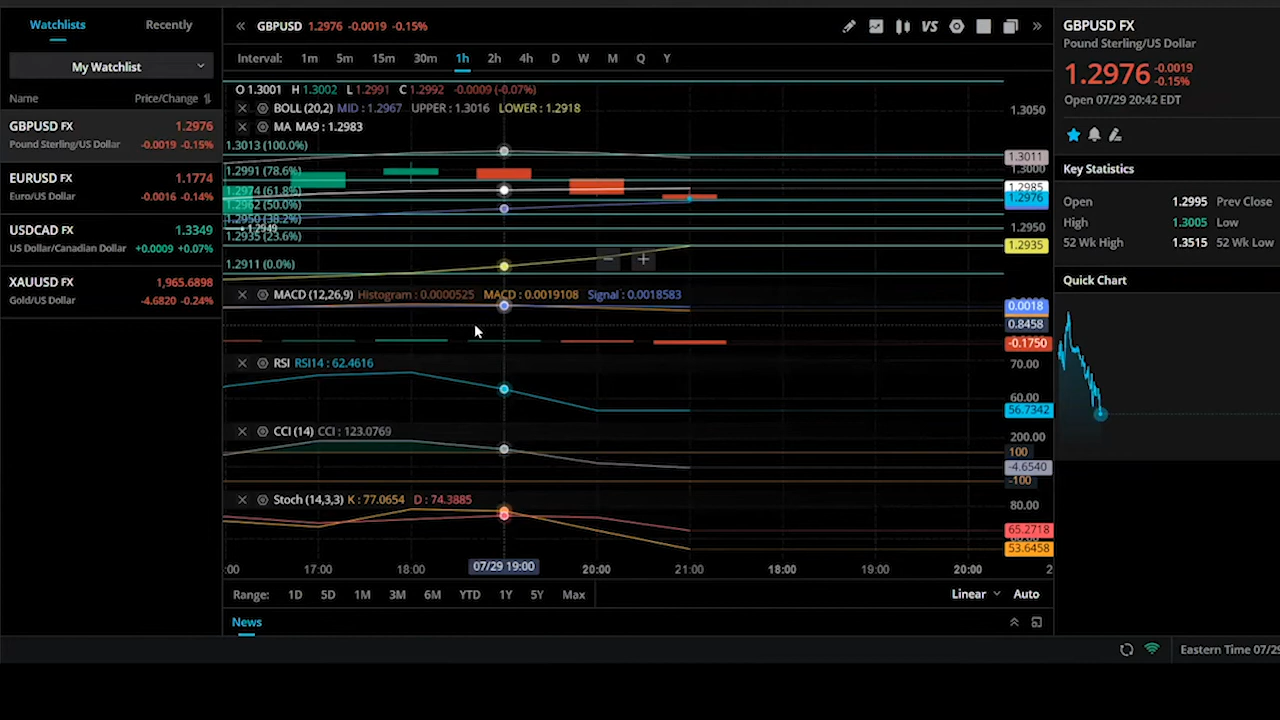 Watchlists Recently
My Watchlist
Name Price/Change
GBPUSD FX 1.2976
Pound Sterling/US Dollar -0.0019 -0.15%
EURUSD FX 1.1774
Euro/US Dollar -0.0016 -0.14%
USDCAD FX 1.3349
US Dollar/Canadian Dollar +0.0009 +0.07%
XAUUSD FX 1,965.6898
Gold/US Dollar -4.6820 -0.24%
GBPUSD 1.2976 -0.0019 -0.15%
VS
Interval: 1m 5m 15m 30m 1h 2h 4h D W M Q Y
O 1.3001 H 1.3002 L 1.2991 C 1.2992 -0.0009 (-0.07%)
BOLL (20,2) MID : 1.2967 UPPER : 1.3016 LOWER : 1.2918
MA MA9 : 1.2983
1.3013 (100.0%)
1.2991 (78.6%)
1.2974 (61.8%)
1.2962 (50.0%)
1.2950 (38.2%)
1.2949
1.2935 (23.6%)
1.2911 (0.0%)
1.3050
1.3011
1.3000
1.2985
1.2976
1.2950
1.2935
MACD (12,26,9) Histogram : 0.0000525 MACD : 0.0019108 Signal : 0.0018583
0.0018
0.8458
-0.1750
RSI RSI14 : 62.4616
70.00
60.00
56.7342
CCI (14) CCI : 123.0769
200.00
100
-4.6540
-100
Stoch (14,3,3) K : 77.0654 D : 74.3885
80.00
65.2718
53.6458
:00 17:00 18:00 07/29 19:00 20:00 21:00 18:00 19:00 20:00 2
Range: 1D 5D 1M 3M 6M YTD 1Y 5Y Max Linear Auto
News
GBPUSD FX
Pound Sterling/US Dollar
1.2976 -0.0019
-0.15%
Open 07/29 20:42 EDT
Key Statistics
Open 1.2995 Prev Close
High 1.3005 Low
52 Wk High 1.3515 52 Wk Low
Quick Chart
Eastern Time 07/29